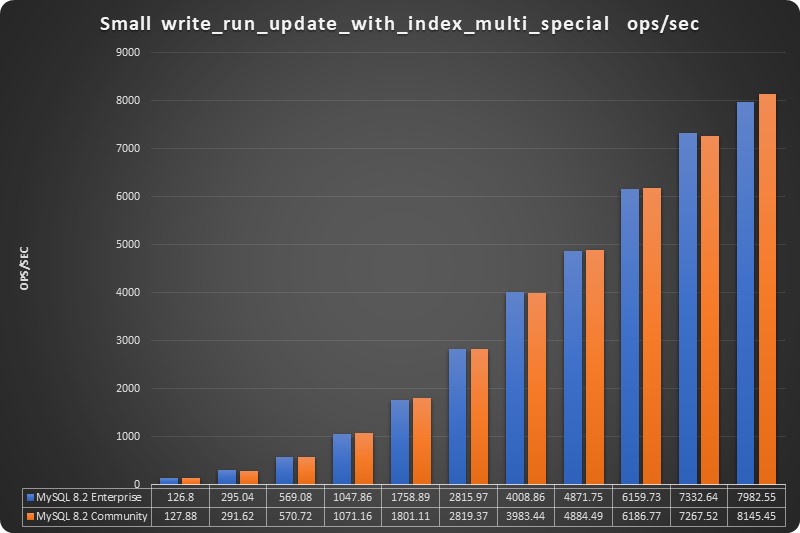 Small write_run_update_with_index_multi_special ops/sec
9000
8000
7000
6000
5000
4000
3000
2000
1000
0
OPS/SEC
MySQL 8.2 Enterprise 126.8 295.04 569.08 1047.86 1758.89 2815.97 4008.86 4871.75 6159.73 7332.64 7982.55
MySQL 8.2 Community 127.88 291.62 570.72 1071.16 1801.11 2819.37 3983.44 4884.49 6186.77 7267.52 8145.45